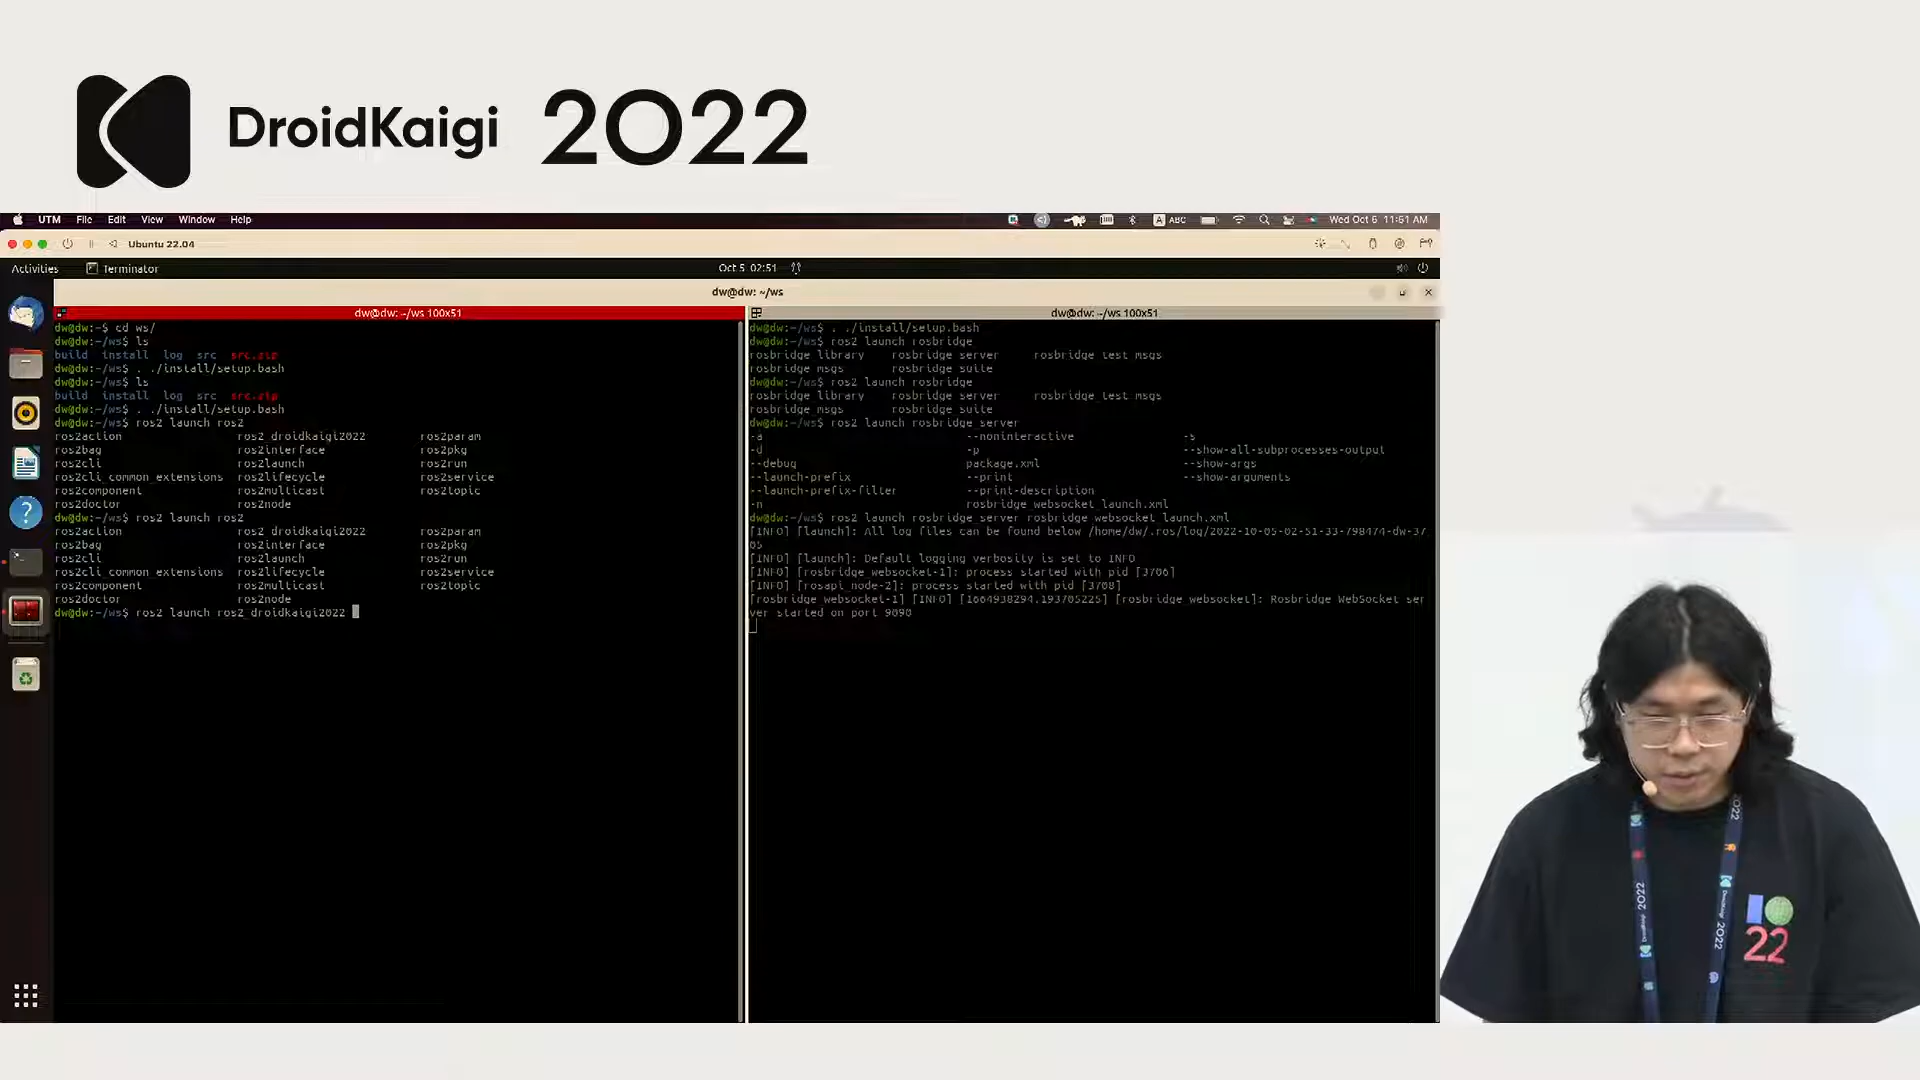 DroidKaigi 2022
UTM File Edit View Window Help
ABC Wed Oct 5 11:51 AM
Ubuntu 22.04
Activities Terminator Oct 5 02:51
dw@dw: ~/ws
dw@dw: ~/ws 100x51
dw@dw:~$ cd ws/
dw@dw:~/ws$ ls
build install log src src.zip
dw@dw:~/ws$ . ./install/setup.bash
dw@dw:~/ws$ ls
build install log src src.zip
dw@dw:~/ws$ . ./install/setup.bash
dw@dw:~/ws$ ros2 launch ros2
ros2action ros2_droidkaigi2022 ros2param
ros2bag ros2interface ros2pkg
ros2cli ros2launch ros2run
ros2cli_common_extensions ros2lifecycle ros2service
ros2component ros2multicast ros2topic
ros2doctor ros2node
dw@dw:~/ws$ ros2 launch ros2
ros2action ros2_droidkaigi2022 ros2param
ros2bag ros2interface ros2pkg
ros2cli ros2launch ros2run
ros2cli_common_extensions ros2lifecycle ros2service
ros2component ros2multicast ros2topic
ros2doctor ros2node
dw@dw:~/ws$ ros2 launch ros2_droidkaigi2022
dw@dw: ~/ws 100x51
dw@dw:~/ws$ . ./install/setup.bash
dw@dw:~/ws$ ros2 launch rosbridge
rosbridge_library rosbridge_server rosbridge_test_msgs
rosbridge_msgs rosbridge_suite
dw@dw:~/ws$ ros2 launch rosbridge
rosbridge_library rosbridge_server rosbridge_test_msgs
rosbridge_msgs rosbridge_suite
dw@dw:~/ws$ ros2 launch rosbridge_server
-a --noninteractive -s
-d -p --show-all-subprocesses-output
--debug package.xml --show-args
--launch-prefix --print --show-arguments
--launch-prefix-filter --print-description
-n rosbridge_websocket_launch.xml
dw@dw:~/ws$ ros2 launch rosbridge_server rosbridge_websocket_launch.xml
[INFO] [launch]: All log files can be found below /home/dw/.ros/log/2022-10-05-02-51-33-798474-dw-37
05
[INFO] [launch]: Default logging verbosity is set to INFO
[INFO] [rosbridge_websocket-1]: process started with pid [3706]
[INFO] [rosapi_node-2]: process started with pid [3708]
[rosbridge_websocket-1] [INFO] [1664938294.193705225] [rosbridge_websocket]: Rosbridge WebSocket ser
ver started on port 9090
2022
2022
22